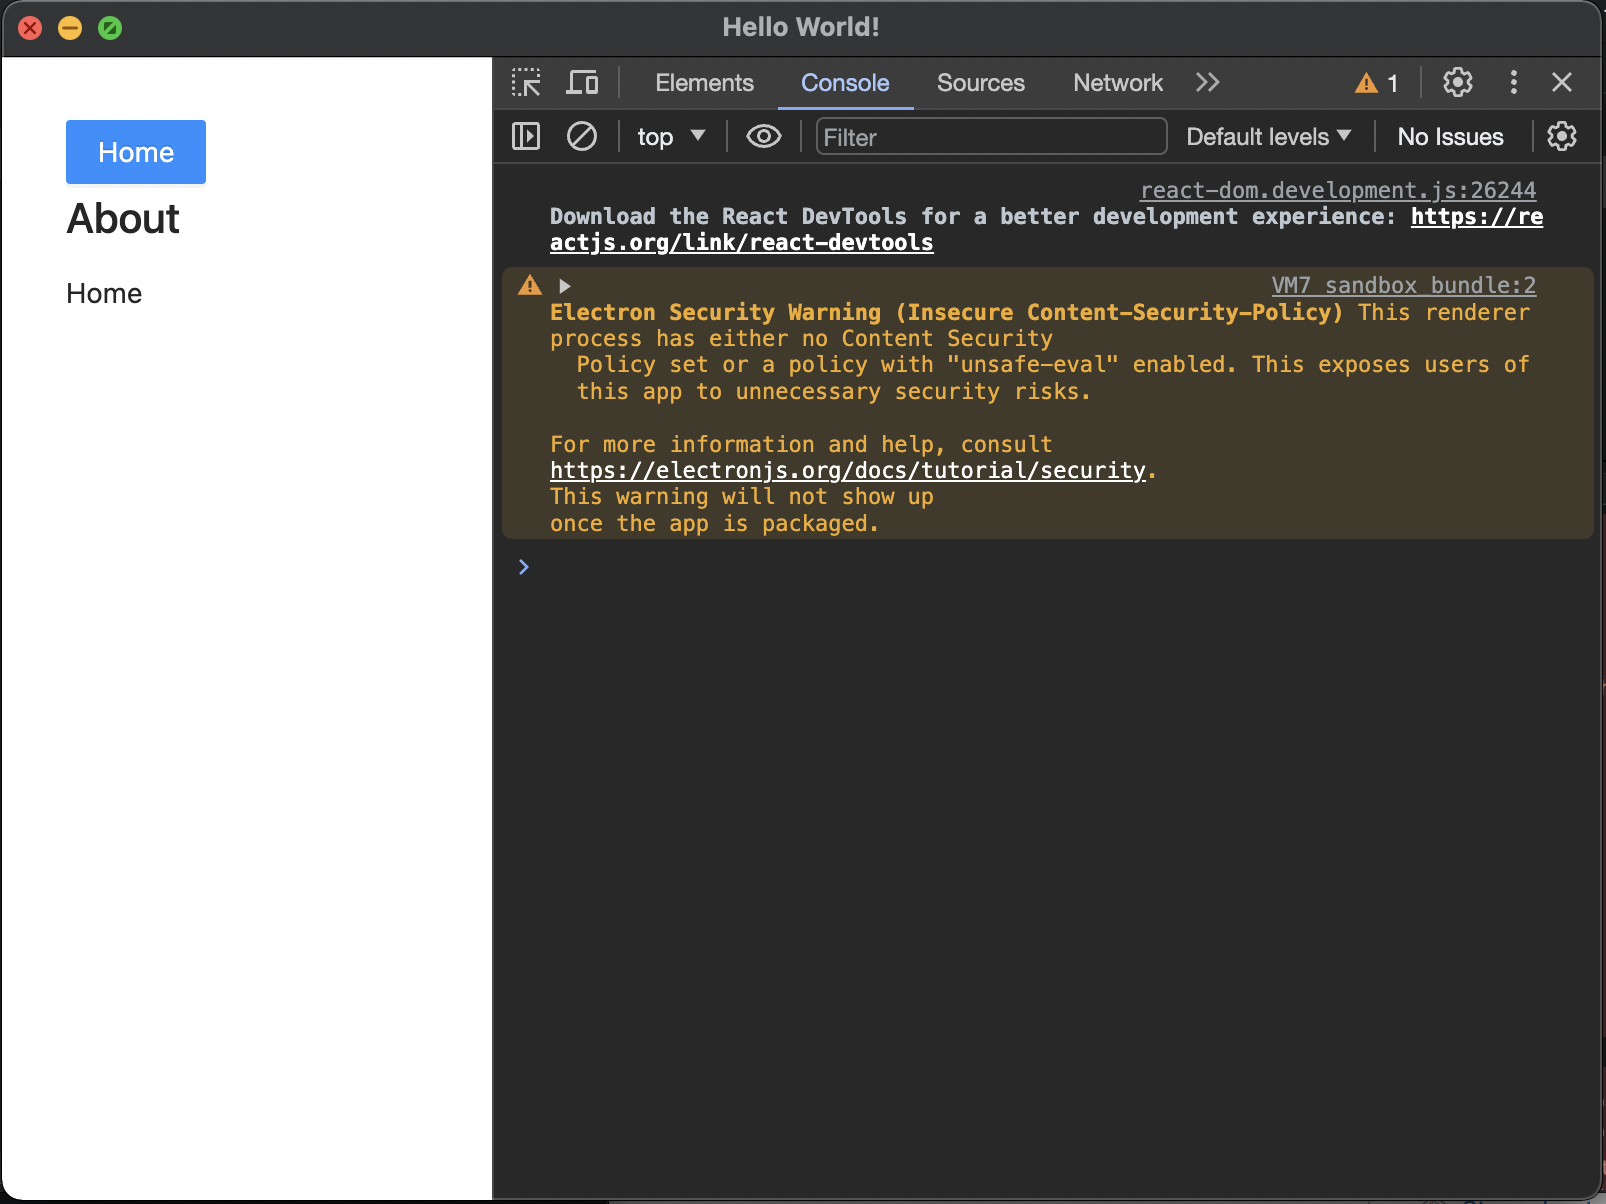 Hello World!
Home
About
Home
Elements Console Sources Network 1
top Filter Default levels No Issues
react-dom.development.js:26244
Download the React DevTools for a better development experience: https://re
actjs.org/link/react-devtools
VM7 sandbox_bundle:2
Electron Security Warning (Insecure Content-Security-Policy) This renderer
process has either no Content Security
Policy set or a policy with "unsafe-eval" enabled. This exposes users of
this app to unnecessary security risks.
For more information and help, consult
https://electronjs.org/docs/tutorial/security.
This warning will not show up
once the app is packaged.